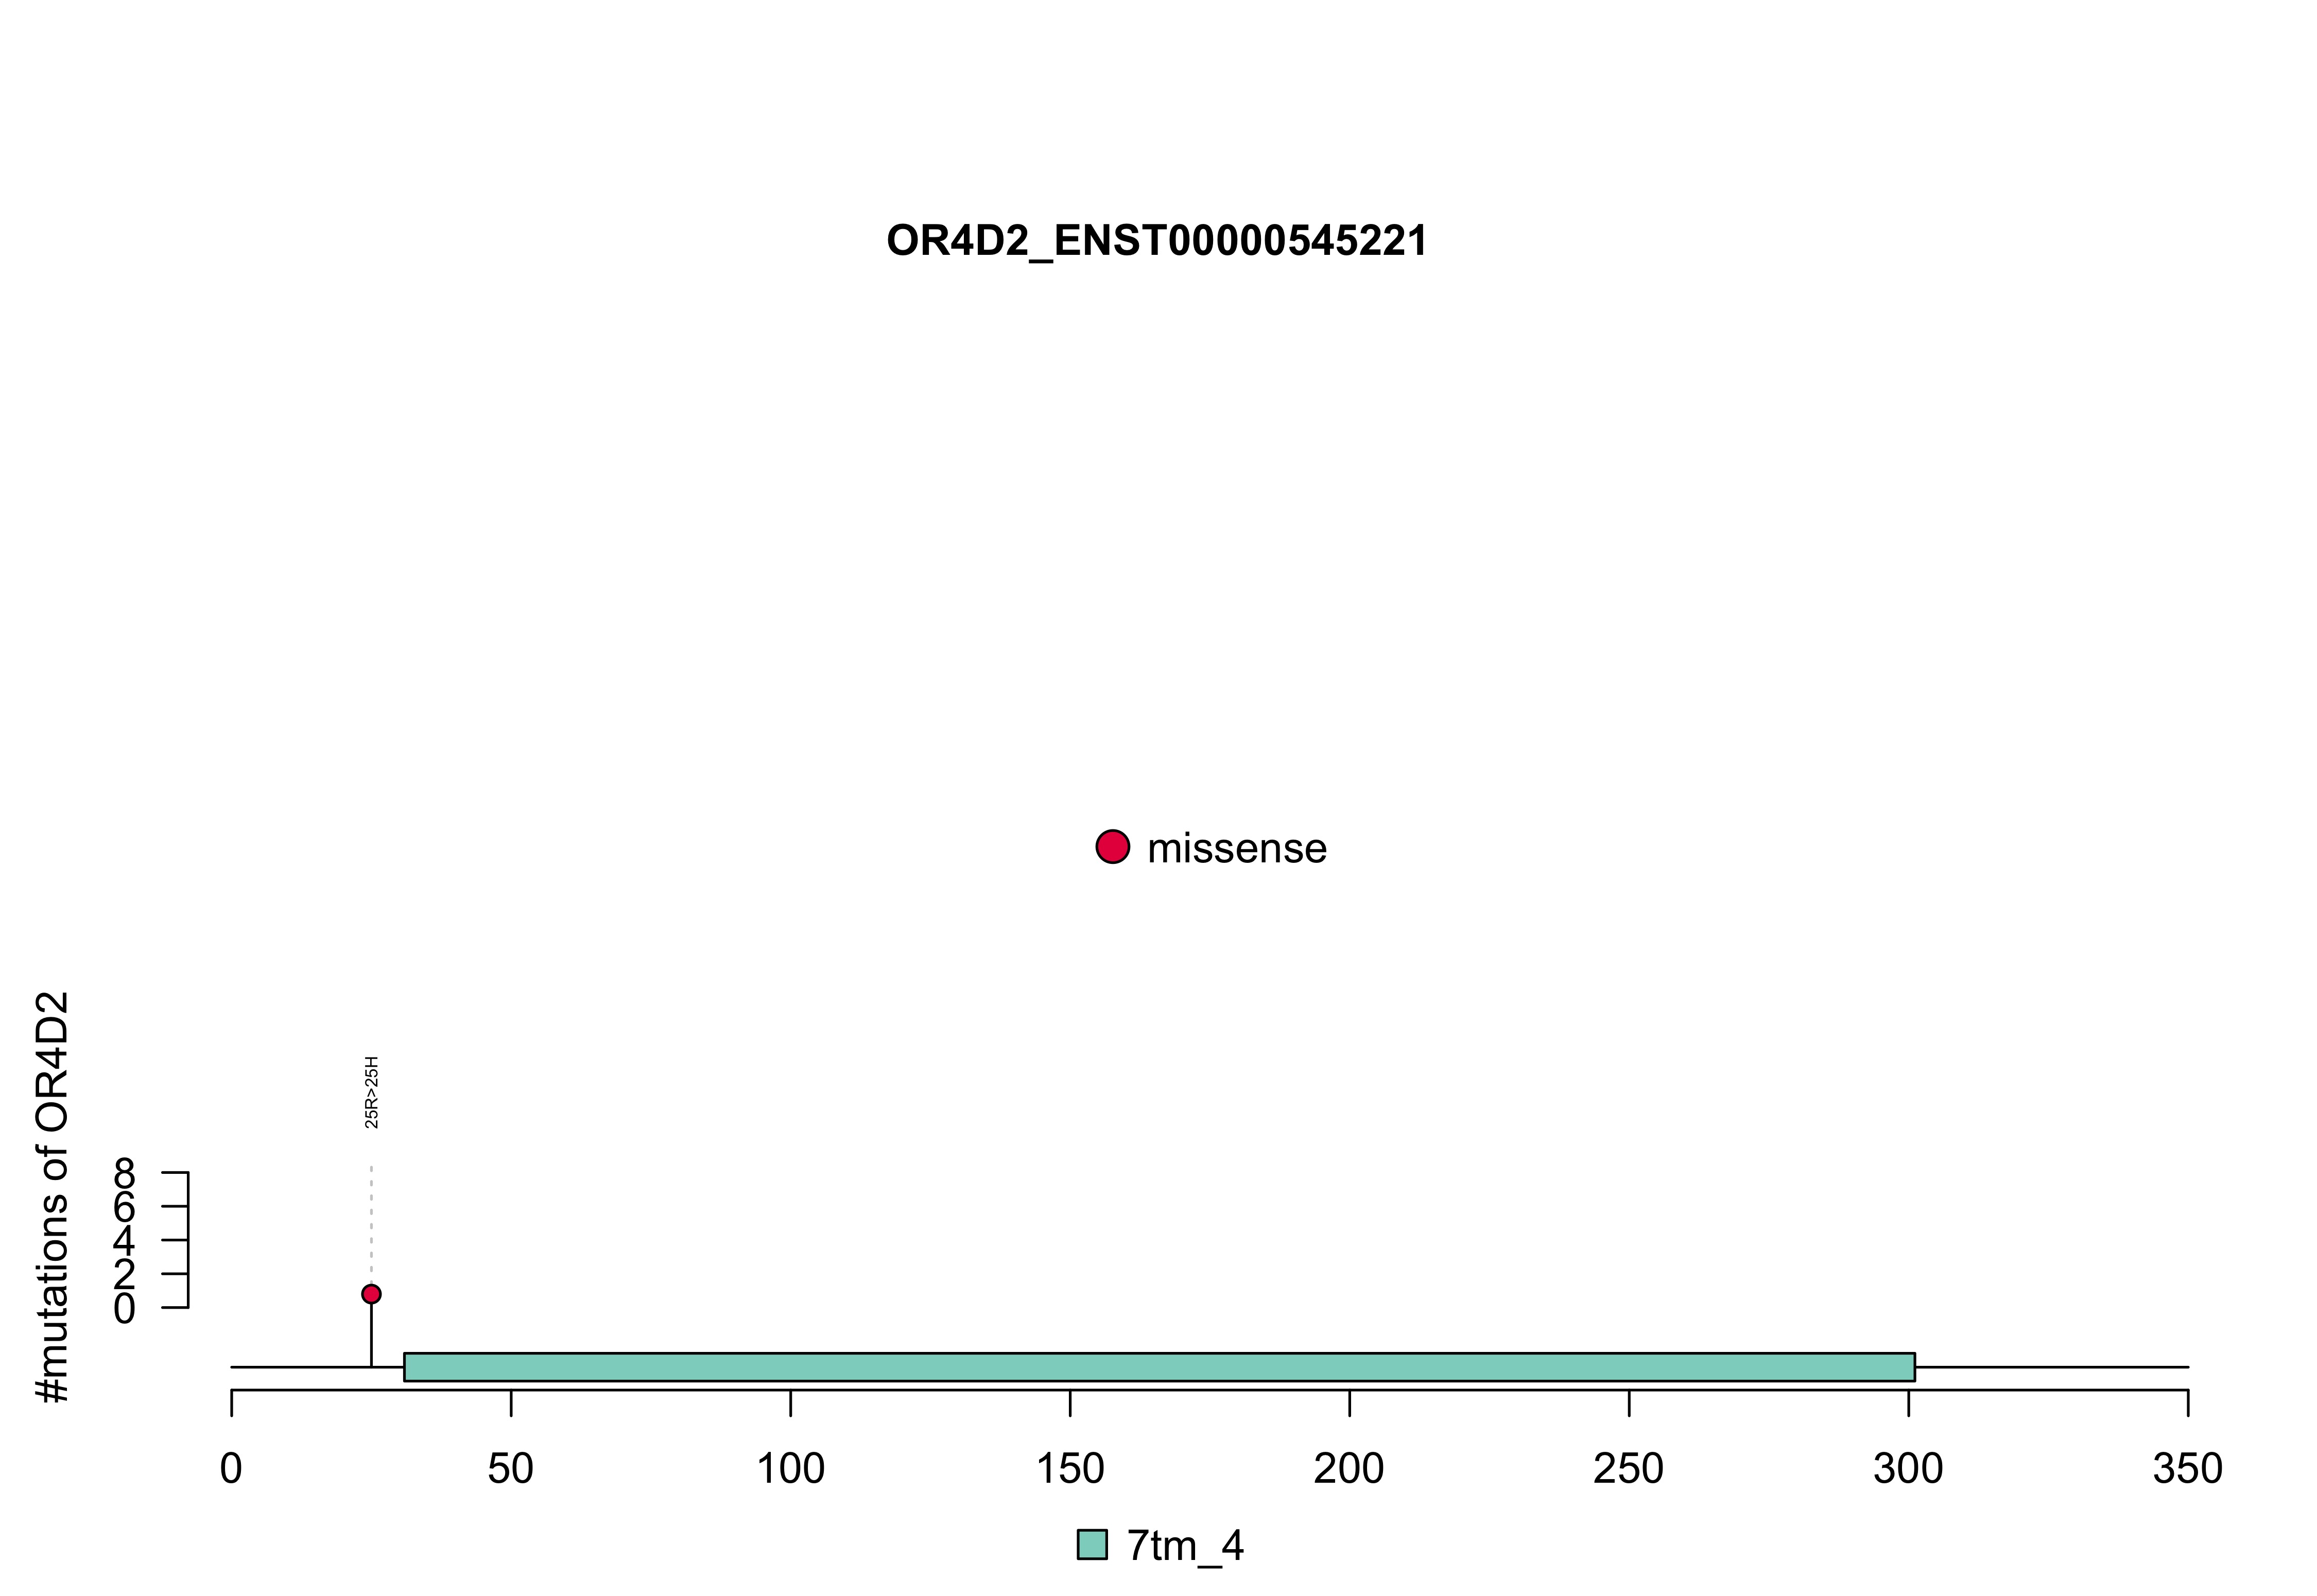 OR4D2_ENST00000545221
missense
#mutations of OR4D2
25R>25H
8
6
4
2
0
0 50 100 150 200 250 300 350
7tm_4